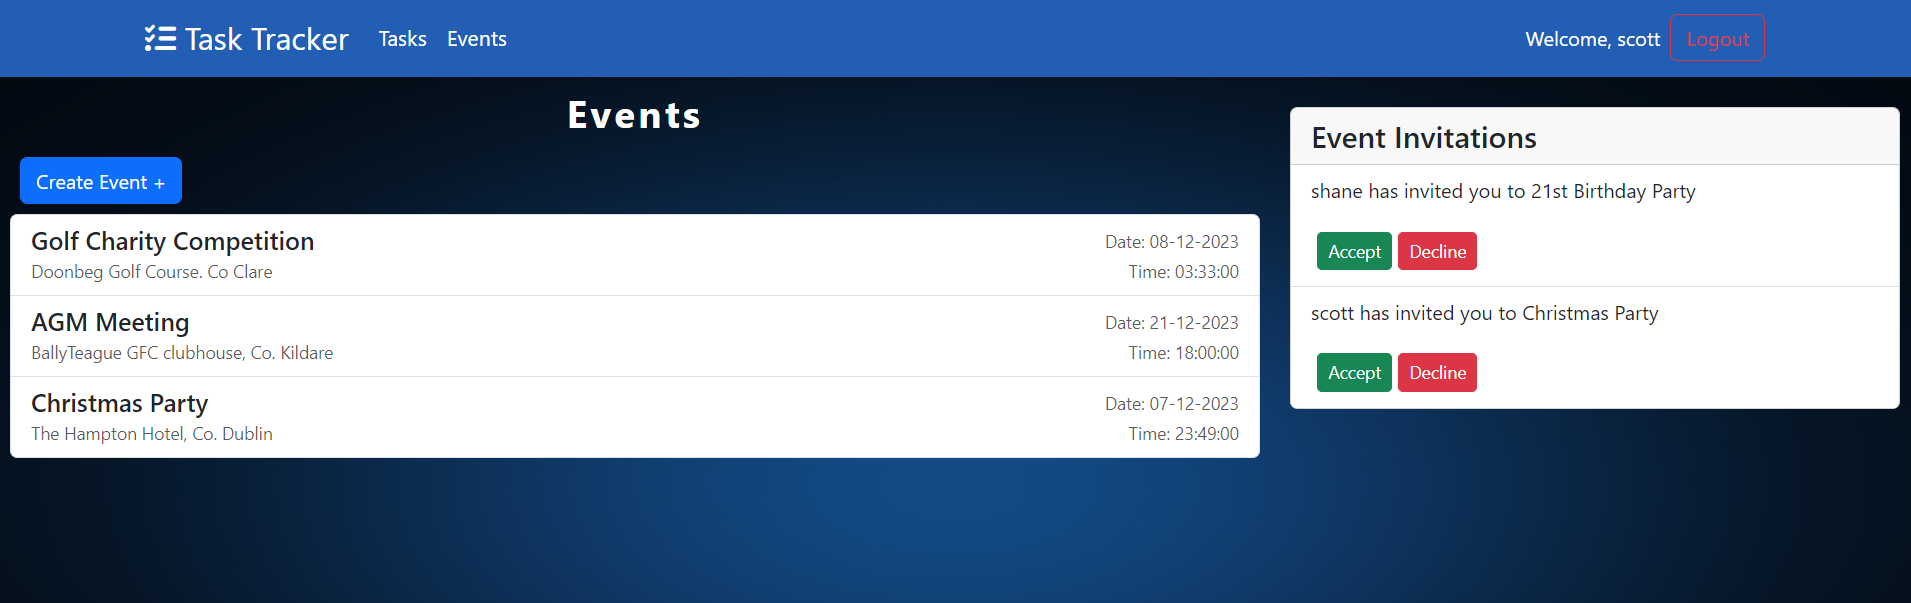 Task Tracker Tasks Events Welcome, scott Logout
Events
Create Event +
Golf Charity Competition
Doonbeg Golf Course. Co Clare
Date: 08-12-2023
Time: 03:33:00
AGM Meeting
BallyTeague GFC clubhouse, Co. Kildare
Date: 21-12-2023
Time: 18:00:00
Christmas Party
The Hampton Hotel, Co. Dublin
Date: 07-12-2023
Time: 23:49:00
Event Invitations
shane has invited you to 21st Birthday Party
Accept Decline
scott has invited you to Christmas Party
Accept Decline